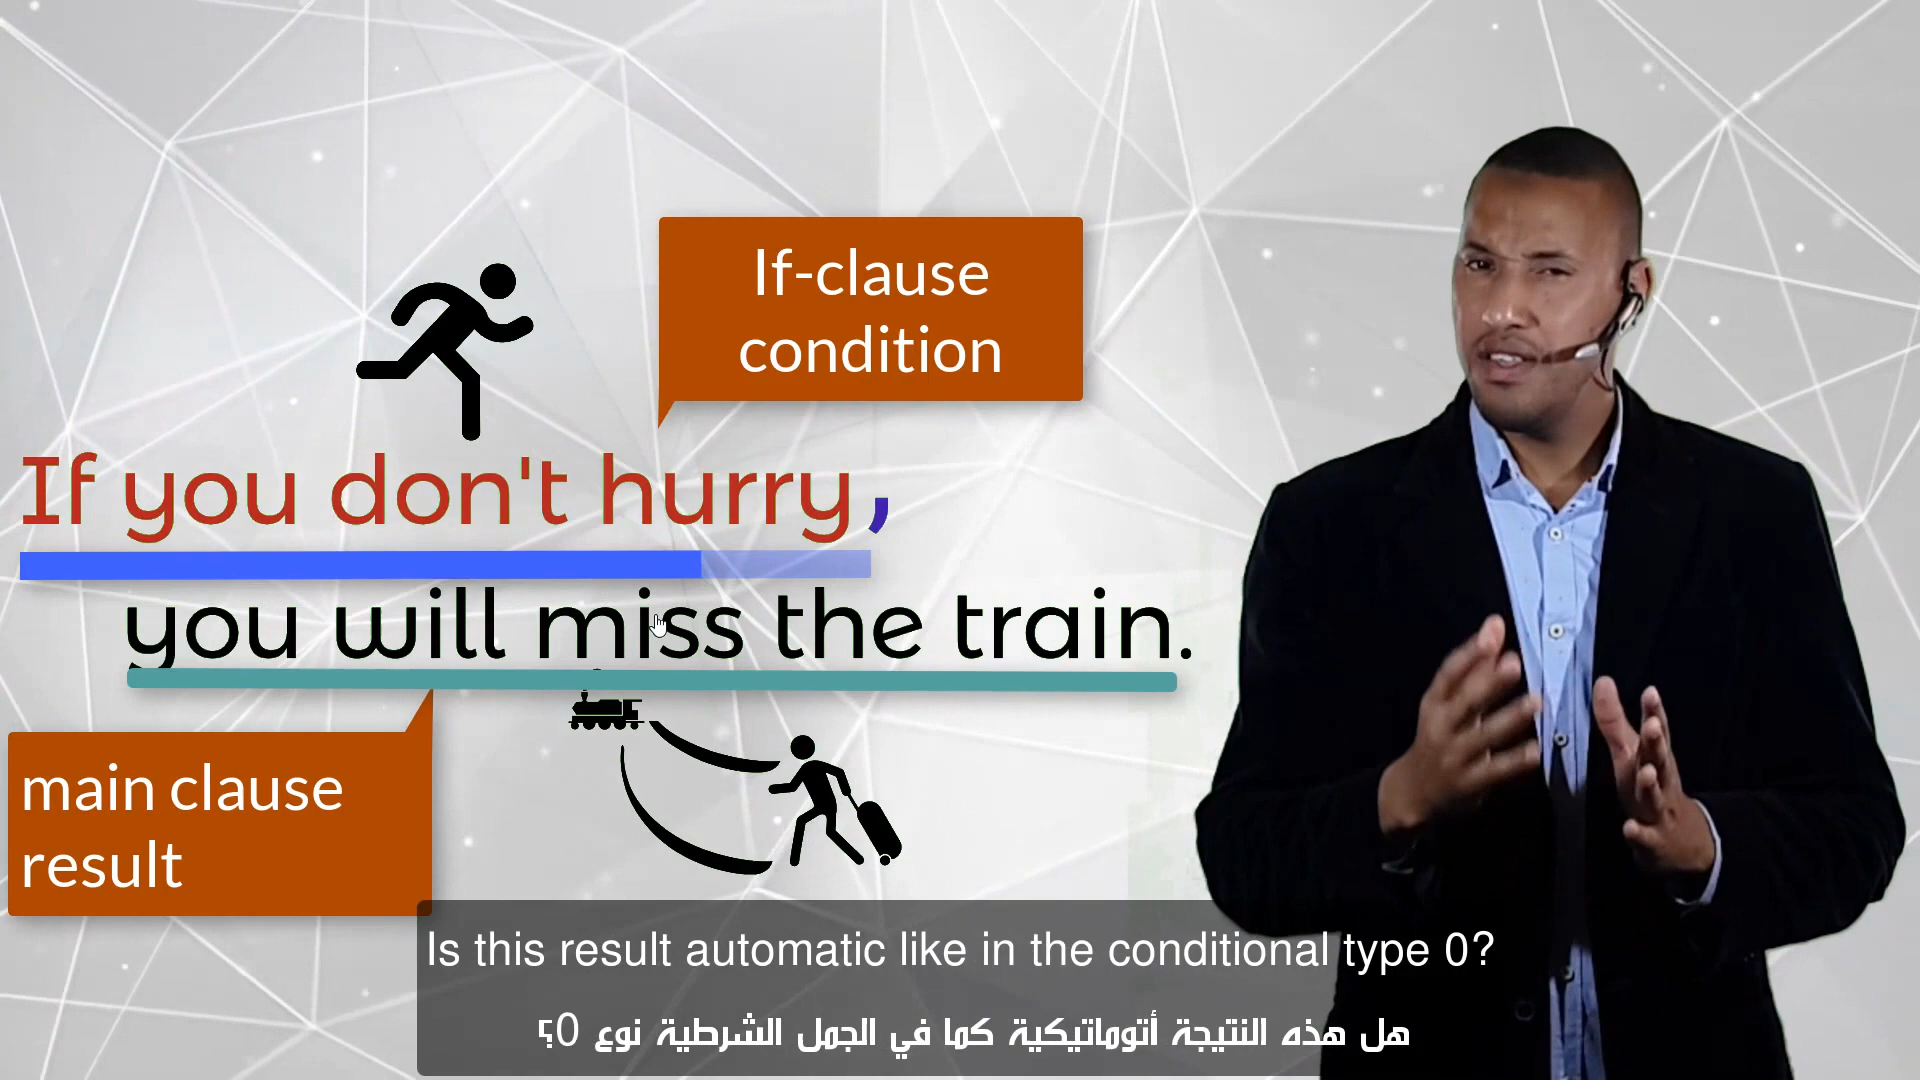 If-clause
condition
If you don't hurry,
you will miss the train.
main clause
result
Is this result automatic like in the conditional type 0?
هل هذه النتيجة أتوماتيكية كما في الجمل الشرطية نوع 0؟